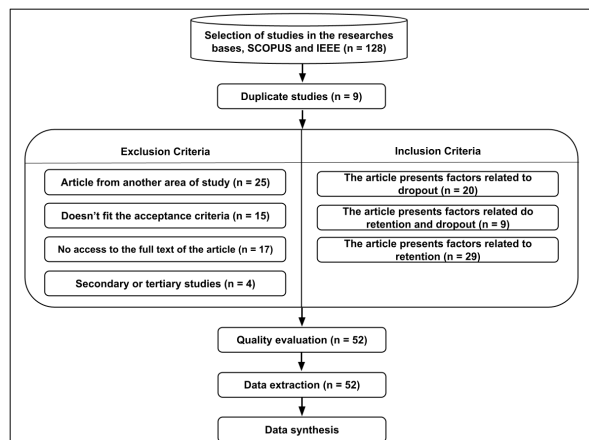 Selection of studies in the researches
bases, SCOPUS and IEEE (n = 128)
Duplicate studies (n = 9)
Exclusion Criteria
Article from another area of study (n = 25)
Doesn't fit the acceptance criteria (n = 15)
No access to the full text of the article (n = 17)
Secondary or tertiary studies (n = 4)
Inclusion Criteria
The article presents factors related to
dropout (n = 20)
The article presents factors related do
retention and dropout (n = 9)
The article presents factors related to
retention (n = 29)
Quality evaluation (n = 52)
Data extraction (n = 52)
Data synthesis